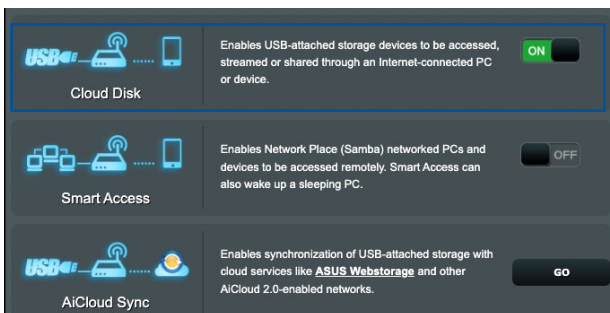 USB
Cloud Disk
Enables USB-attached storage devices to be accessed,
streamed or shared through an Internet-connected PC
or device.
ON
Smart Access
Enables Network Place (Samba) networked PCs and
devices to be accessed remotely. Smart Access can
also wake up a sleeping PC.
OFF
USB
AiCloud Sync
Enables synchronization of USB-attached storage with
cloud services like ASUS Webstorage and other
AiCloud 2.0-enabled networks.
GO